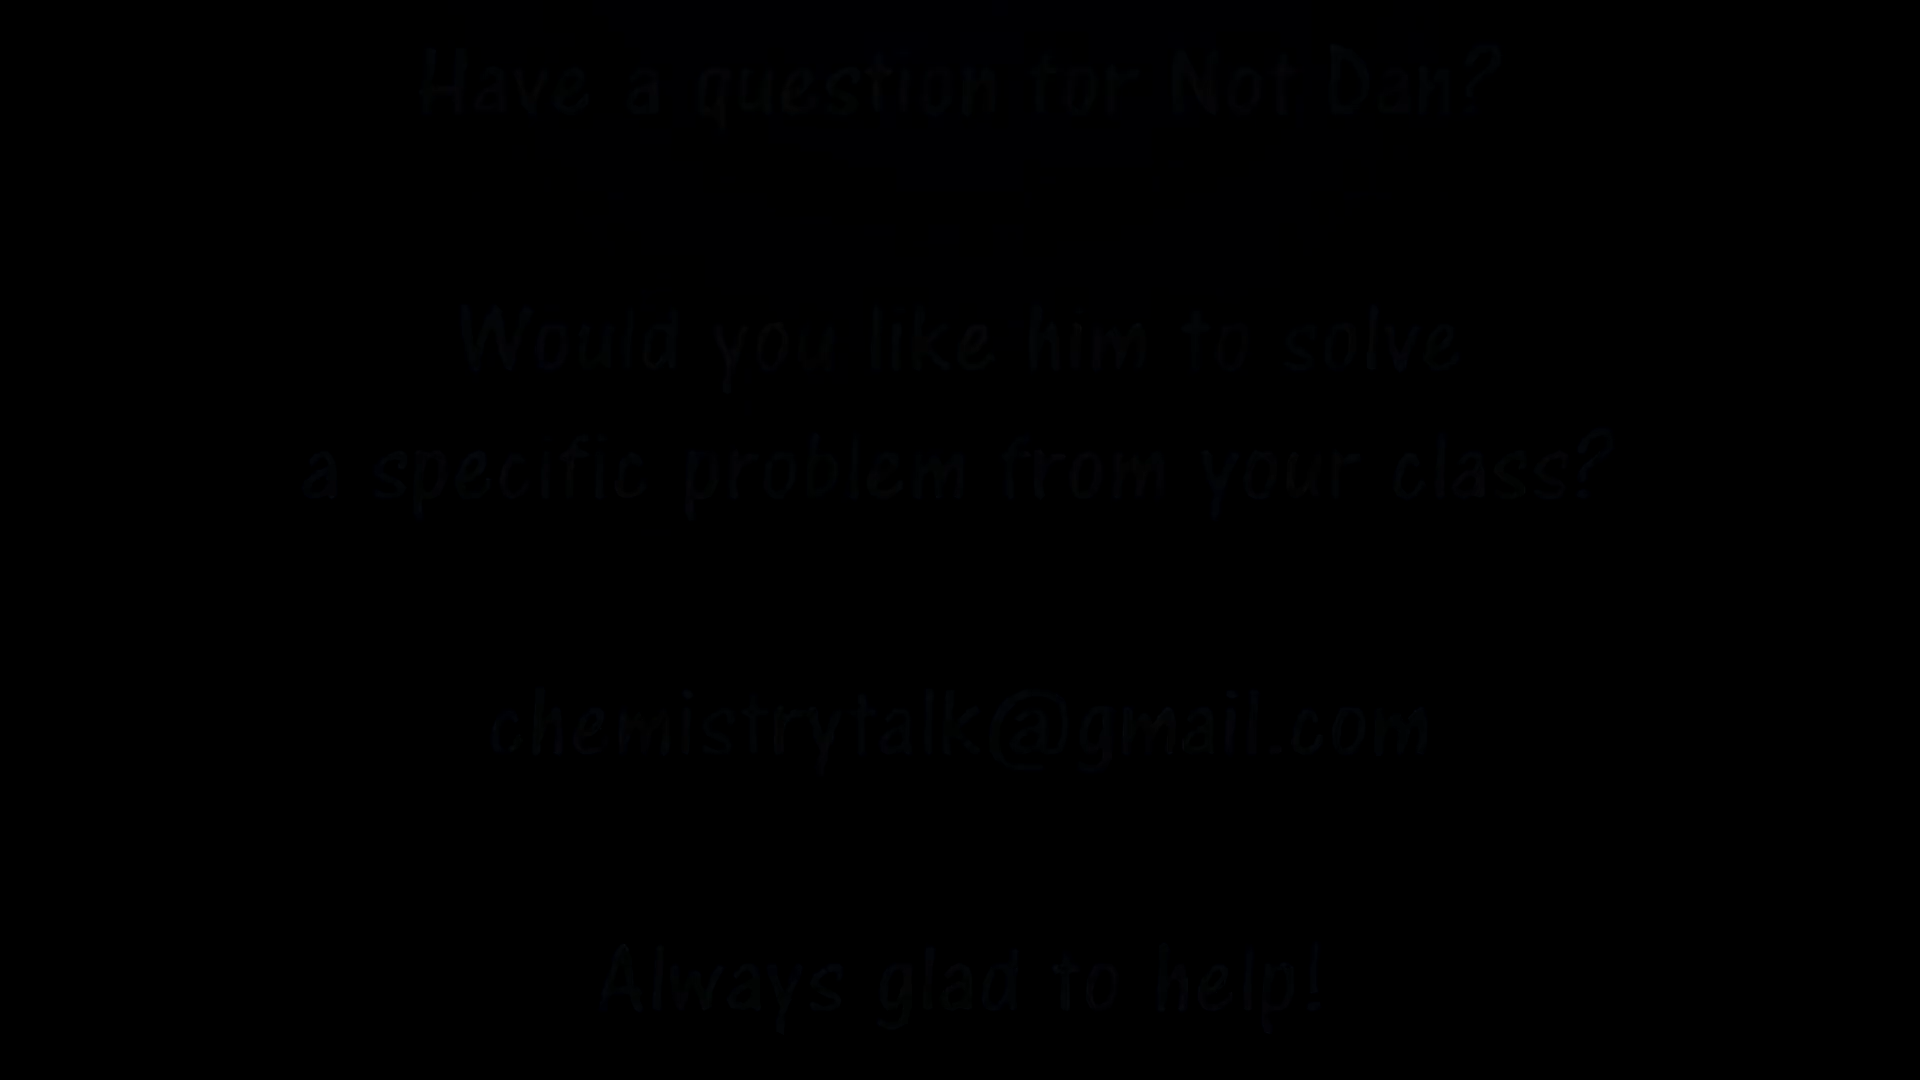 Have a question for Not Dan?
Would you like him to solve
a specific problem from your class?
chemistrytalk@gmail.com
Always glad to help!